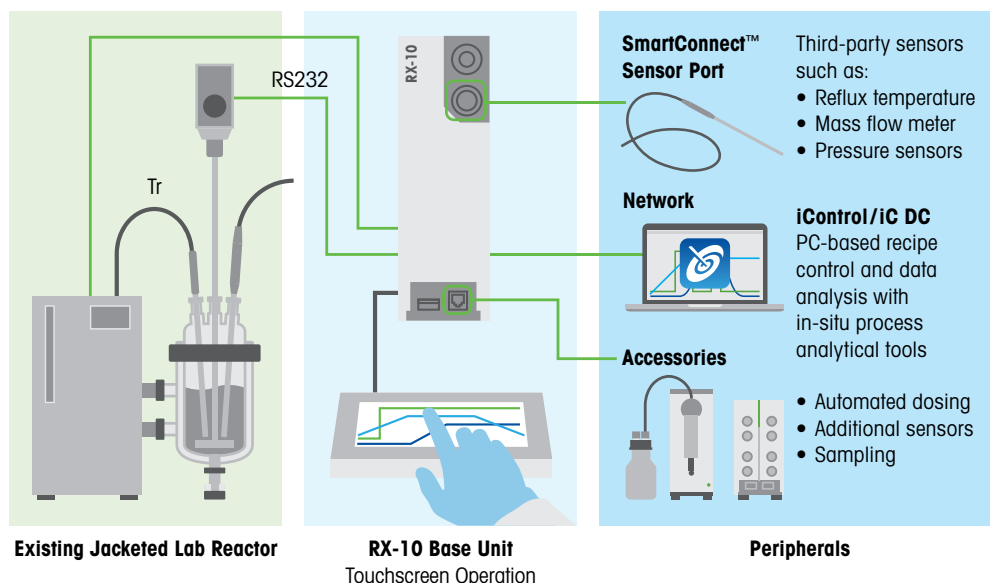 RS232
Tr
RX-10
SmartConnect™
Sensor Port
Third-party sensors
such as:
• Reflux temperature
• Mass flow meter
• Pressure sensors
Network
iControl/iC DC
PC-based recipe
control and data
analysis with
in-situ process
analytical tools
Accessories
• Automated dosing
• Additional sensors
• Sampling
Existing Jacketed Lab Reactor
RX-10 Base Unit
Touchscreen Operation
Peripherals